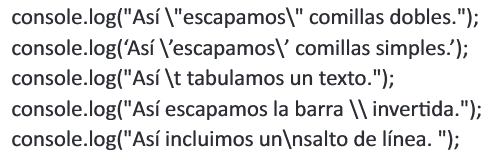 console.log("Así \"escapamos\" comillas dobles.");
console.log(‘Así \’escapamos\’ comillas simples.’);
console.log("Así \t tabulamos un texto.");
console.log("Así escapamos la barra \\ invertida.");
console.log("Así incluimos un\nsalto de línea. ");